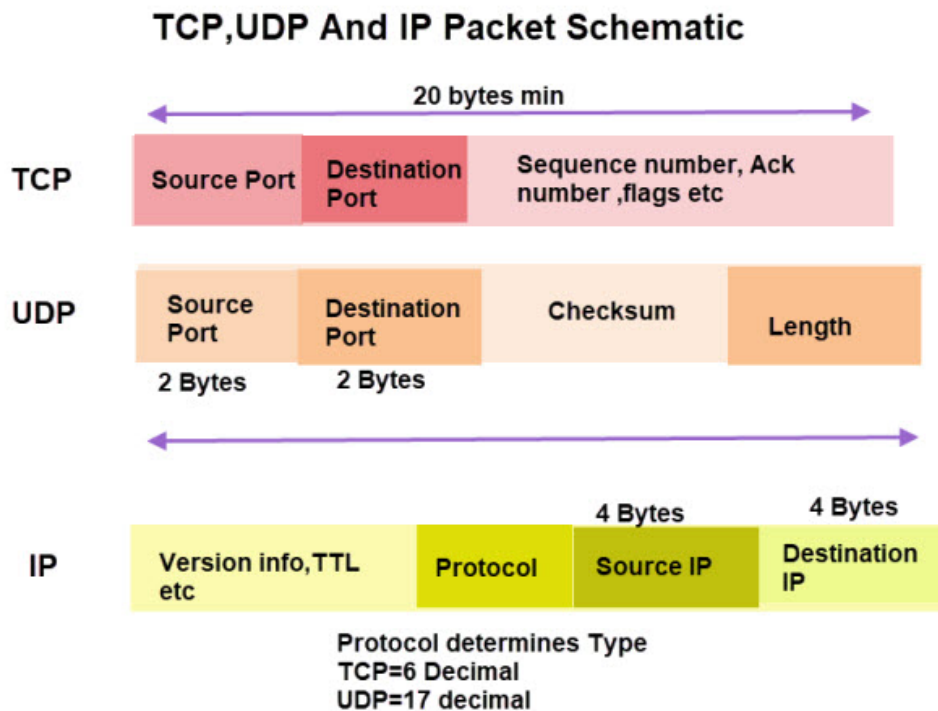 TCP,UDP And IP Packet Schematic
20 bytes min
TCP
Source Port
Destination
Port
Sequence number, Ack
number ,flags etc
UDP
Source
Port
Destination
Port
Checksum
Length
2 Bytes
2 Bytes
4 Bytes
4 Bytes
IP
Version info,TTL
etc
Protocol
Source IP
Destination
IP
Protocol determines Type
TCP=6 Decimal
UDP=17 decimal